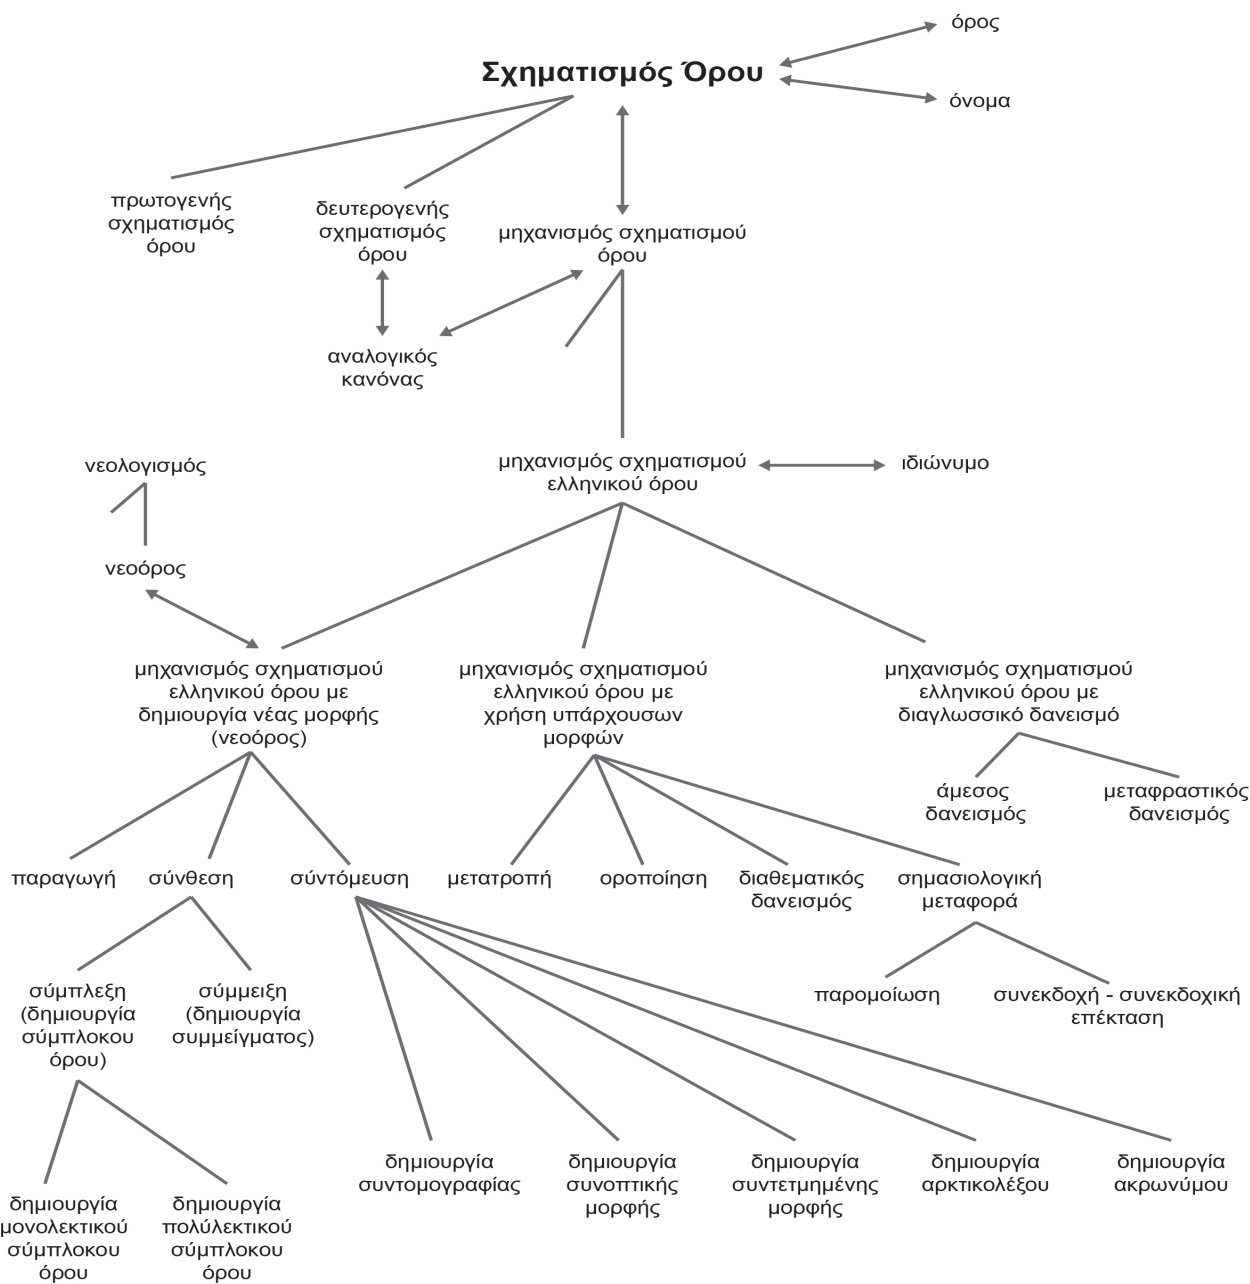 όρος
Σχηματισμός Όρου
όνομα
πρωτογενής
σχηματισμός
όρου
δευτερογενής
σχηματισμός
όρου
μηχανισμός σχηματισμού
όρου
αναλογικός
κανόνας
νεολογισμός
μηχανισμός σχηματισμού
ελληνικού όρου
ιδιώνυμο
νεοόρος
μηχανισμός σχηματισμού
ελληνικού όρου με
δημιουργία νέας μορφής
(νεοόρος)
μηχανισμός σχηματισμού
ελληνικού όρου με
χρήση υπάρχουσων
μορφών
μηχανισμός σχηματισμού
ελληνικού όρου με
διαγλωσσικό δανεισμό
άμεσος
δανεισμός
μεταφραστικός
δανεισμός
παραγωγή
σύνθεση
σύντόμευση
μετατροπή
οροποίηση
διαθεματικός
δανεισμός
σημασιολογική
μεταφορά
σύμπλεξη
(δημιουργία
σύμπλοκου
όρου)
σύμμειξη
(δημιουργία
συμμείγματος)
παρομοίωση
συνεκδοχή - συνεκδοχική
επέκταση
δημιουργία
συντομογραφίας
δημιουργία
συνοπτικής
μορφής
δημιουργία
συντετμημένης
μορφής
δημιουργία
αρκτικολέξου
δημιουργία
ακρωνύμου
δημιουργία
μονολεκτικού
σύμπλοκου
όρου
δημιουργία
πολύλεκτικού
σύμπλοκου
όρου